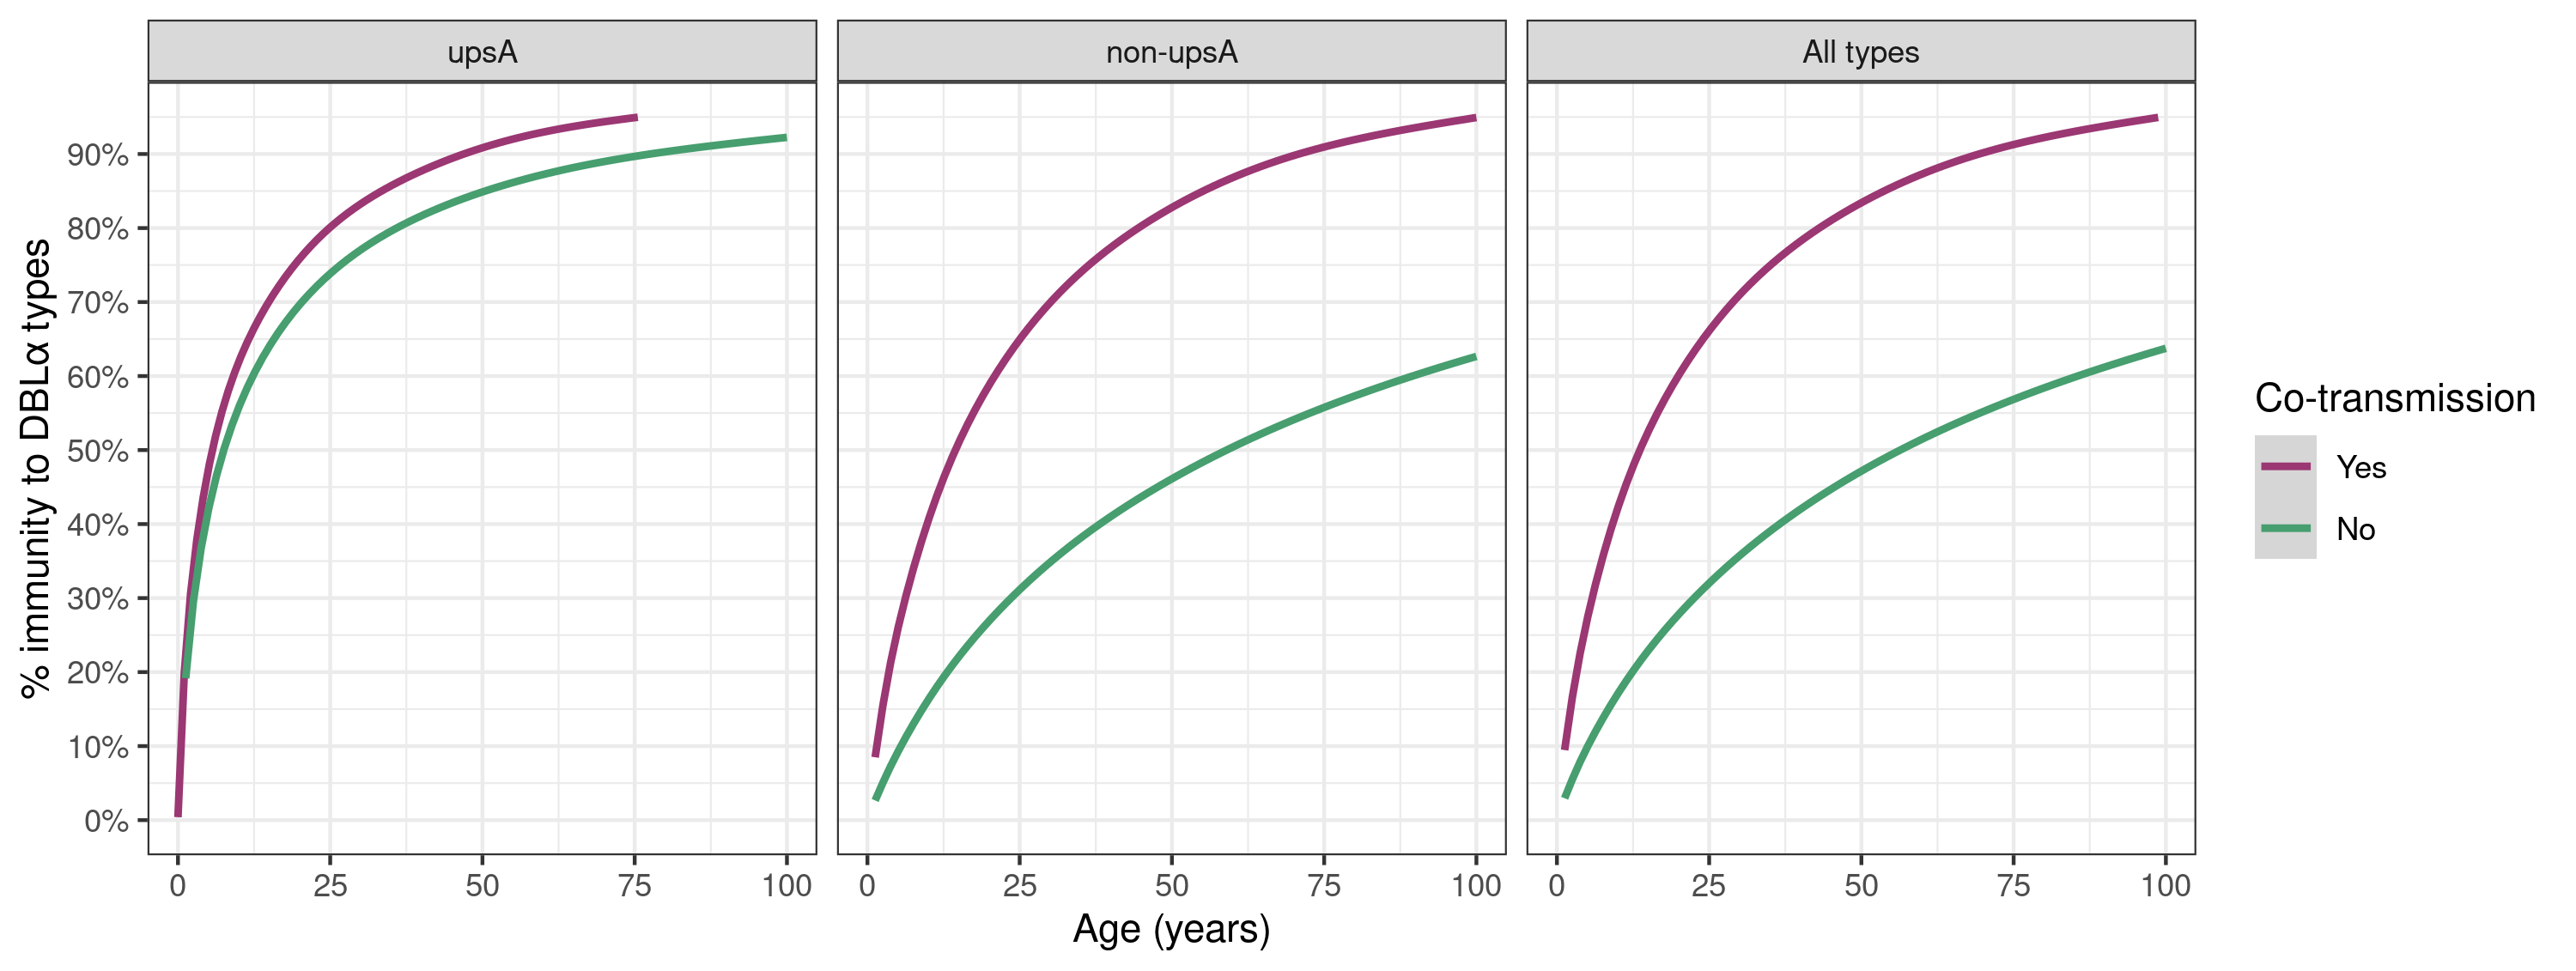 upsA
non-upsA
All types
% immunity to DBLα types
90%
80%
70%
60%
50%
40%
30%
20%
10%
0%
0 25 50 75 100
0 25 50 75 100
0 25 50 75 100
Age (years)
Co-transmission
Yes
No